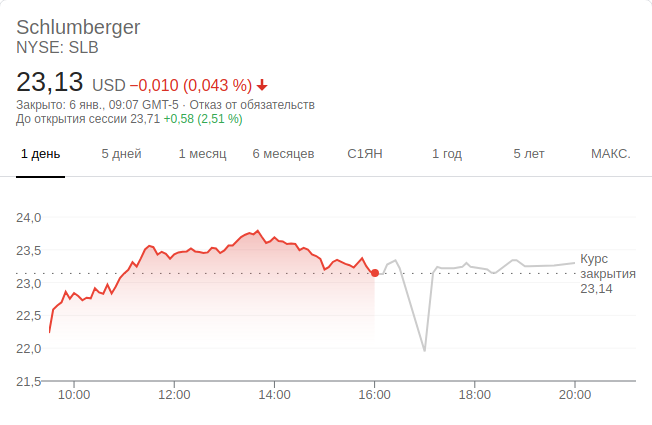 Schlumberger
NYSE: SLB
23,13 USD −0,010 (0,043 %)
Закрыто: 6 янв., 09:07 GMT-5 · Отказ от обязательств
До открытия сессии 23,71 +0,58 (2,51 %)
1 день 5 дней 1 месяц 6 месяцев С1ЯН 1 год 5 лет МАКС.
24,0
23,5
Курс
закрытия
23,14
23,0
22,5
22,0
21,5
10:00 12:00 14:00 16:00 18:00 20:00